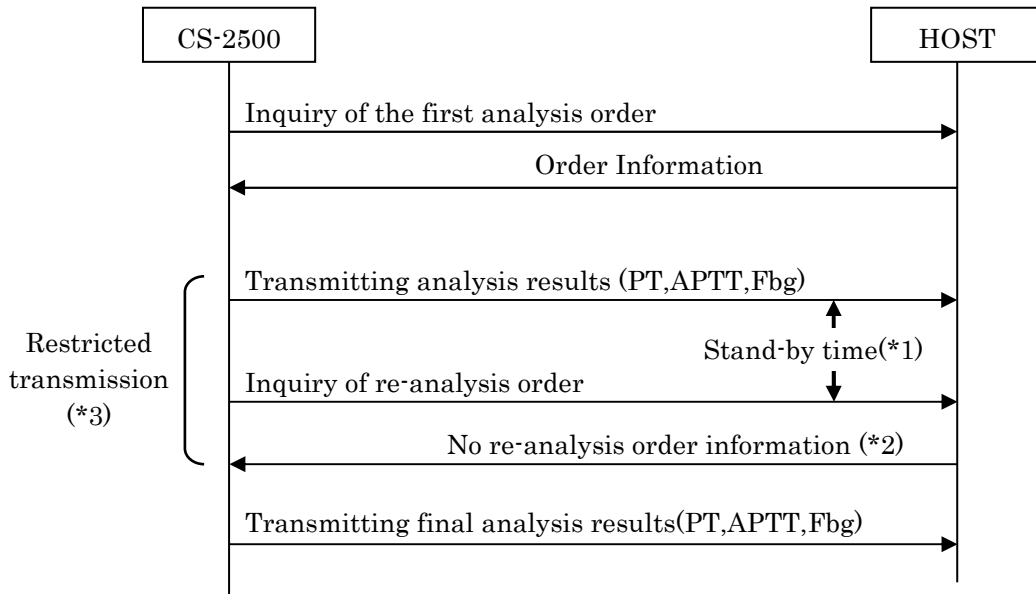 CS-2500
HOST
Inquiry of the first analysis order
Order Information
Transmitting analysis results (PT,APTT,Fbg)
Restricted
transmission
(*3)
Stand-by time(*1)
Inquiry of re-analysis order
No re-analysis order information (*2)
Transmitting final analysis results(PT,APTT,Fbg)